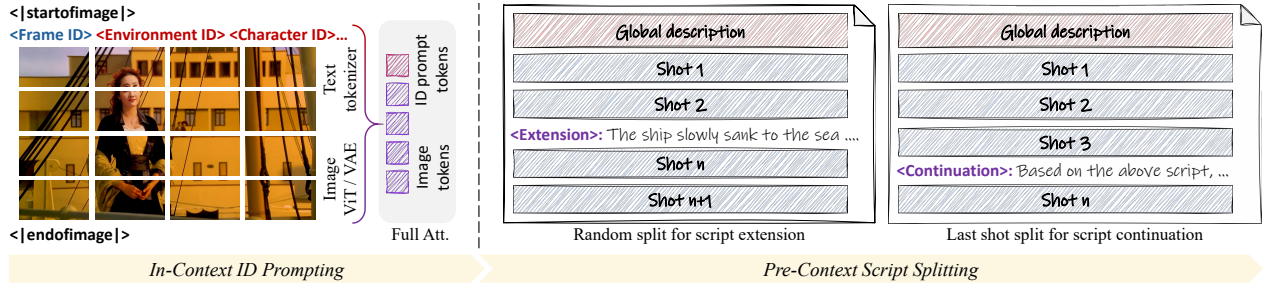 <|startofimage|>
<Frame ID> <Environment ID> <Character ID>...
Text
tokenizer
Image
ViT / VAE
<|endofimage|>
ID prompt
tokens
Image
tokens
Full Att.
Global description
Shot 1
Shot 2
<Extension>: The ship slowly sank to the sea ....
Shot n
Shot n+1
Random split for script extension
Global description
Shot 1
Shot 2
Shot 3
<Continuation>: Based on the above script, ...
Shot n
Last shot split for script continuation
In-Context ID Prompting
Pre-Context Script Splitting